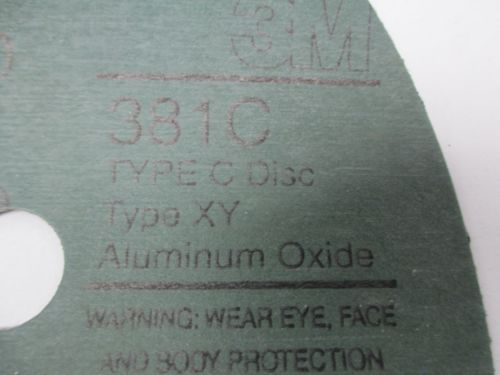 3M
381C
TYPE C Disc
Type XY
Aluminum Oxide
WARNING: WEAR EYE, FACE
AND BODY PROTECTION